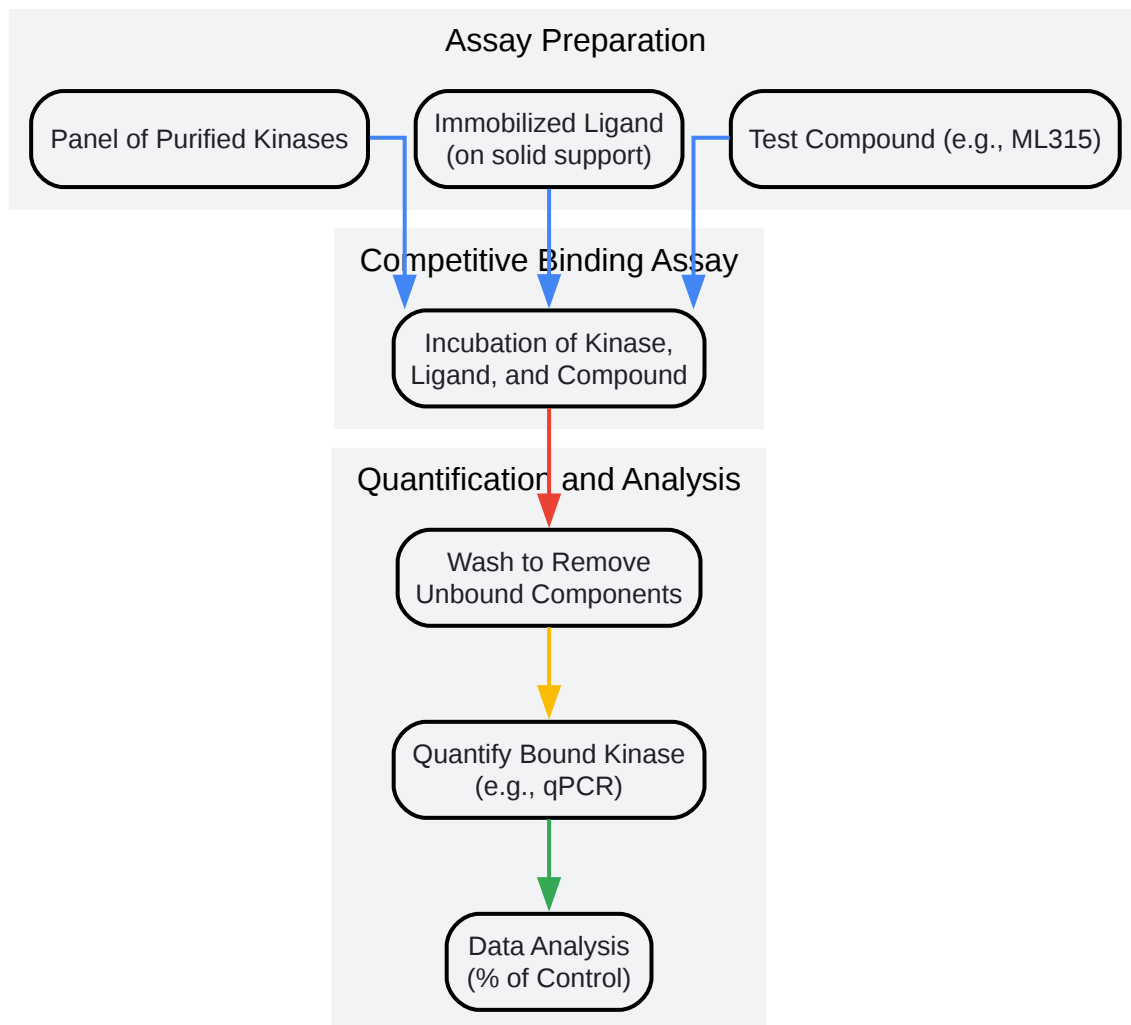 Assay Preparation
Panel of Purified Kinases
Immobilized Ligand
(on solid support)
Test Compound (e.g., ML315)
Competitive Binding Assay
Incubation of Kinase,
Ligand, and Compound
Quantification and Analysis
Wash to Remove
Unbound Components
Quantify Bound Kinase
(e.g., qPCR)
Data Analysis
(% of Control)